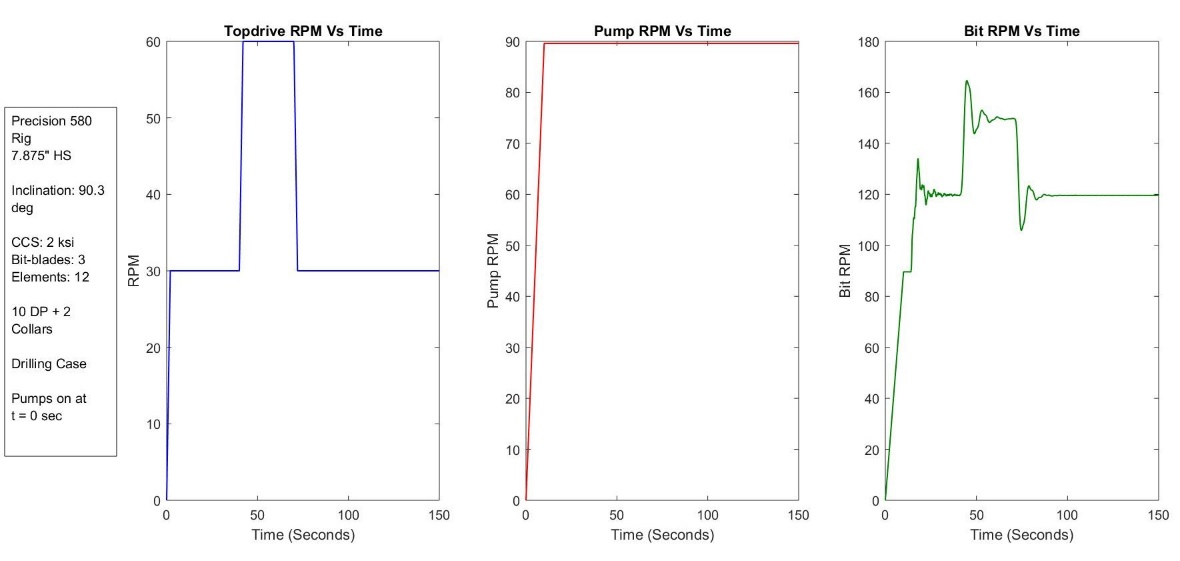 Precision 580
Rig
7.875" HS
Inclination: 90.3
deg
CCS: 2 ksi
Bit-blades: 3
Elements: 12
10 DP + 2
Collars
Drilling Case
Pumps on at
t = 0 sec
Topdrive RPM Vs Time
RPM
60
50
40
30
20
10
0
0 50 100 150
Time (Seconds)
Pump RPM Vs Time
Pump RPM
90
80
70
60
50
40
30
20
10
0
0 50 100 150
Time (Seconds)
Bit RPM Vs Time
Bit RPM
180
160
140
120
100
80
60
40
20
0
0 50 100 150
Time (Seconds)